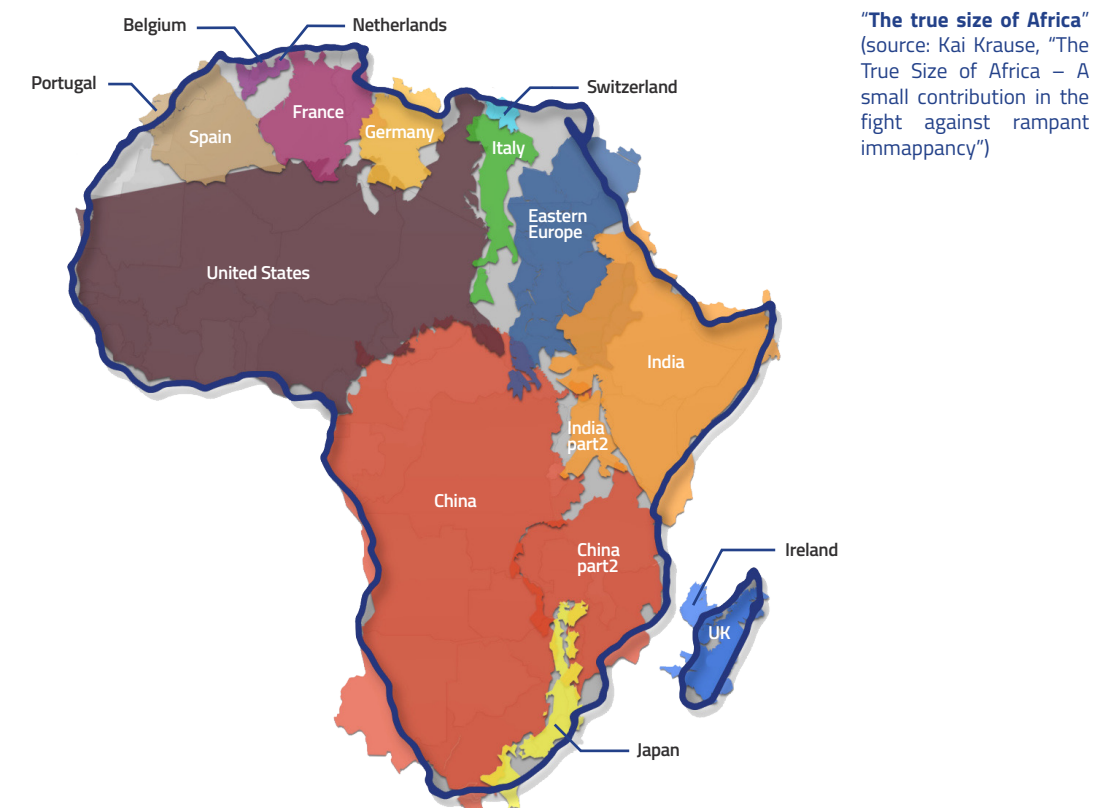 Belgium
Netherlands
Portugal
Switzerland
Spain
France
Germany
Italy
Eastern
Europe
United States
India
India
part2
China
China
part2
Ireland
UK
Japan
“The true size of Africa”
(source: Kai Krause, “The
True Size of Africa – A
small contribution in the
fight against rampant
immappancy”)